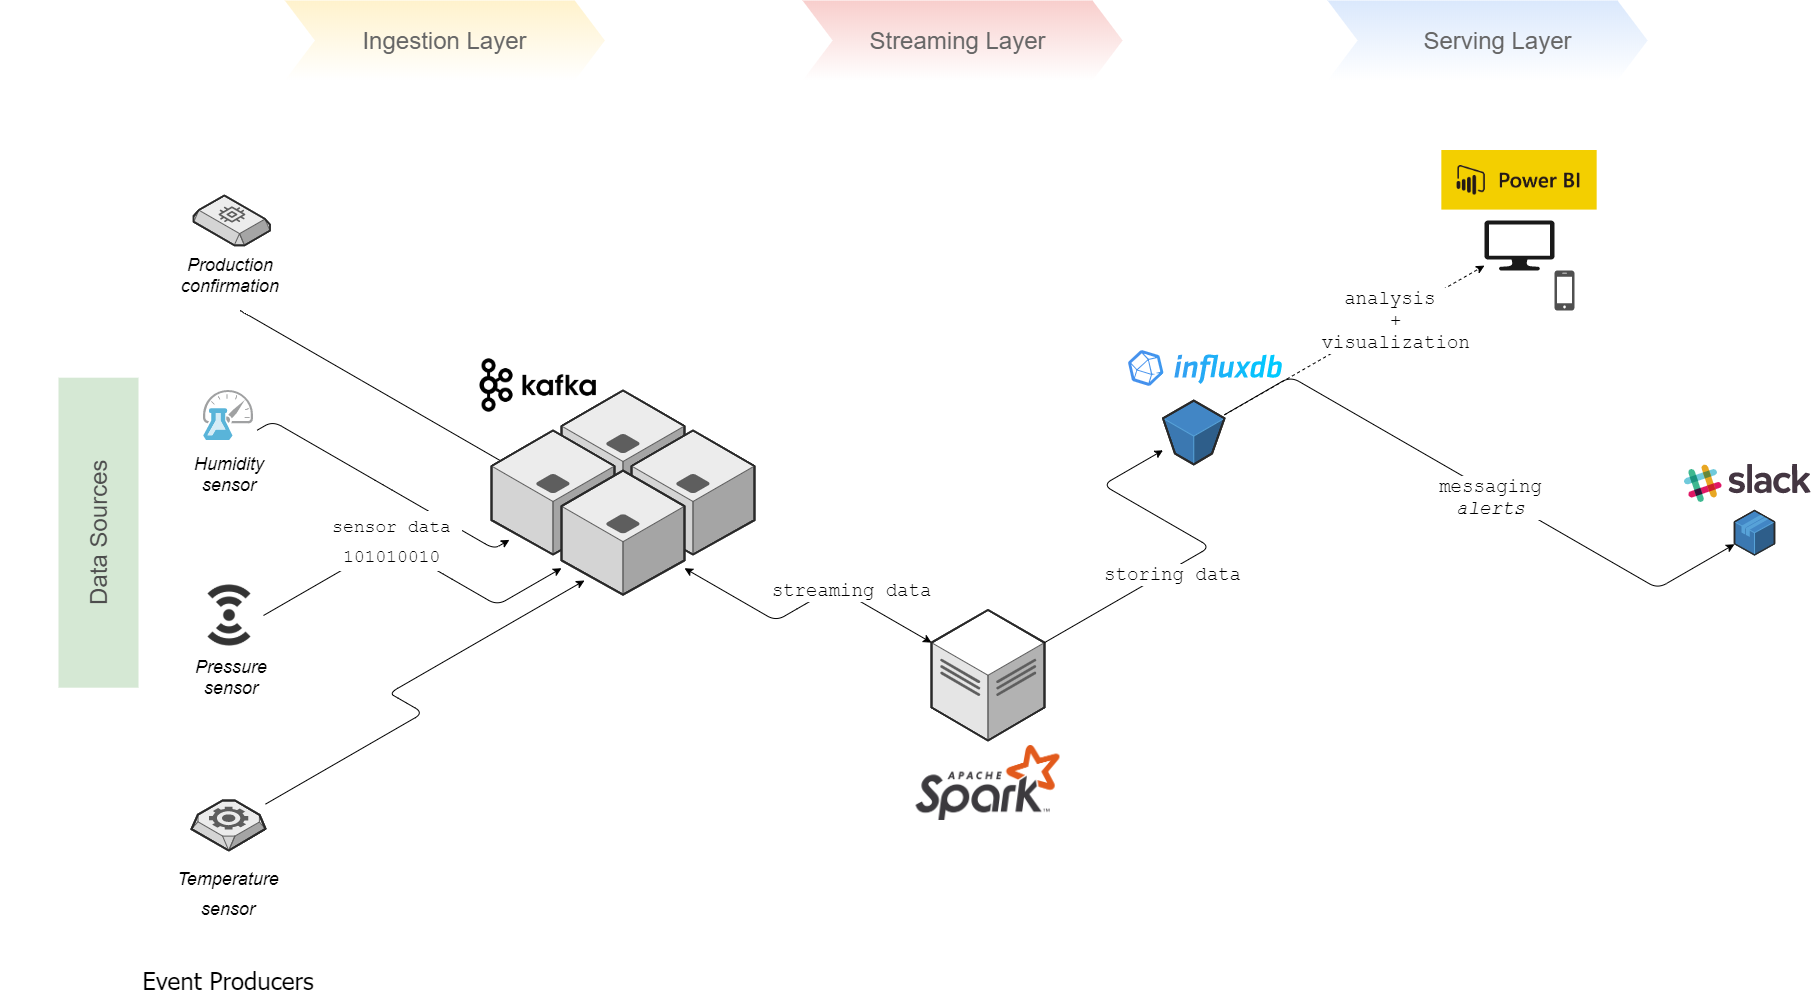 Ingestion Layer
Streaming Layer
Serving Layer
Power BI
Production
confirmation
analysis
+
visualization
kafka
influxdb
Data Sources
Humidity
sensor
sensor data
101010010
messaging
alerts
slack
streaming data
storing data
Pressure
sensor
APACHE
Spark™
Temperature
sensor
Event Producers